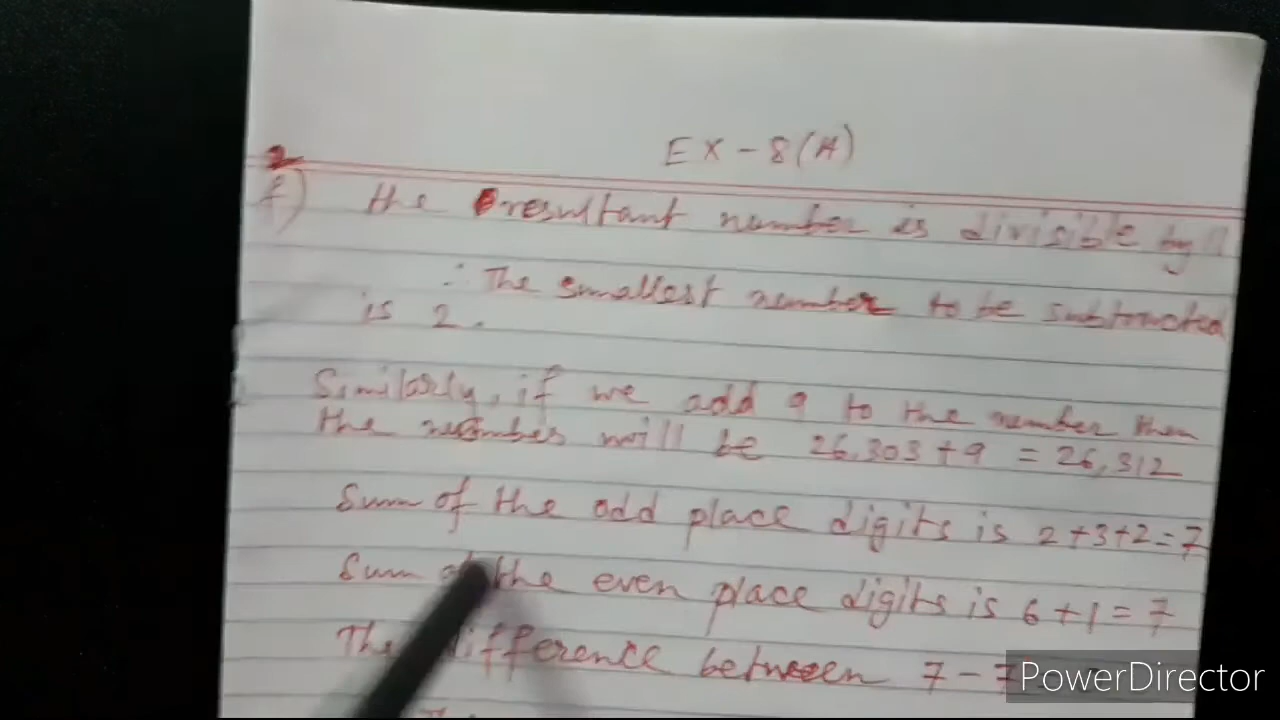 EX - 8(A)
2
f) the resultant number is divisible by 11
∴ The smallest number to be subtracted
is 2.
Similarly, if we add 9 to the number then
the number will be 26,303 + 9 = 26,312
Sum of the odd place digits is 2+3+2=7
Sum of the even place digits is 6+1=7
The difference between 7-7
PowerDirector